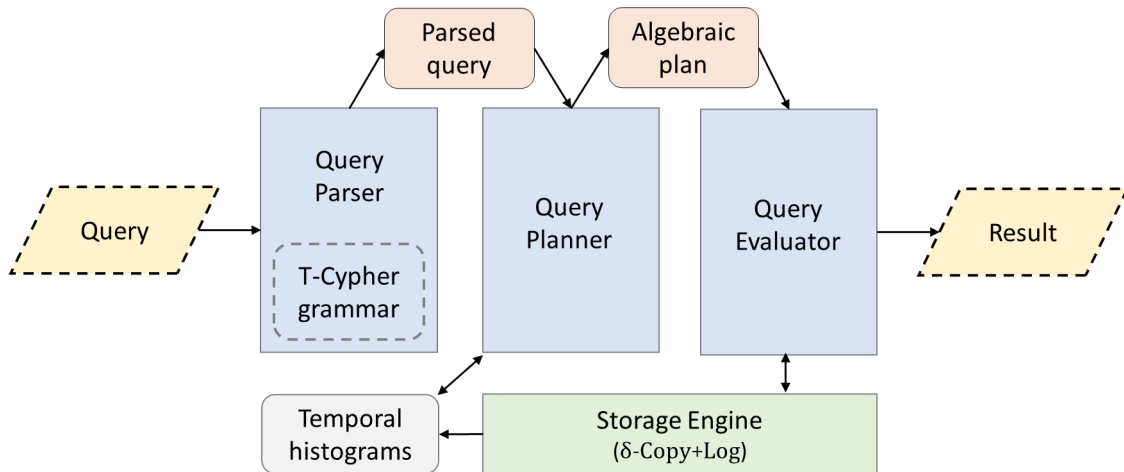 Parsed
query
Algebraic
plan
Query
Parser
T-Cypher
grammar
Query
Query
Planner
Query
Evaluator
Result
Temporal
histograms
Storage Engine
(δ-Copy+Log)